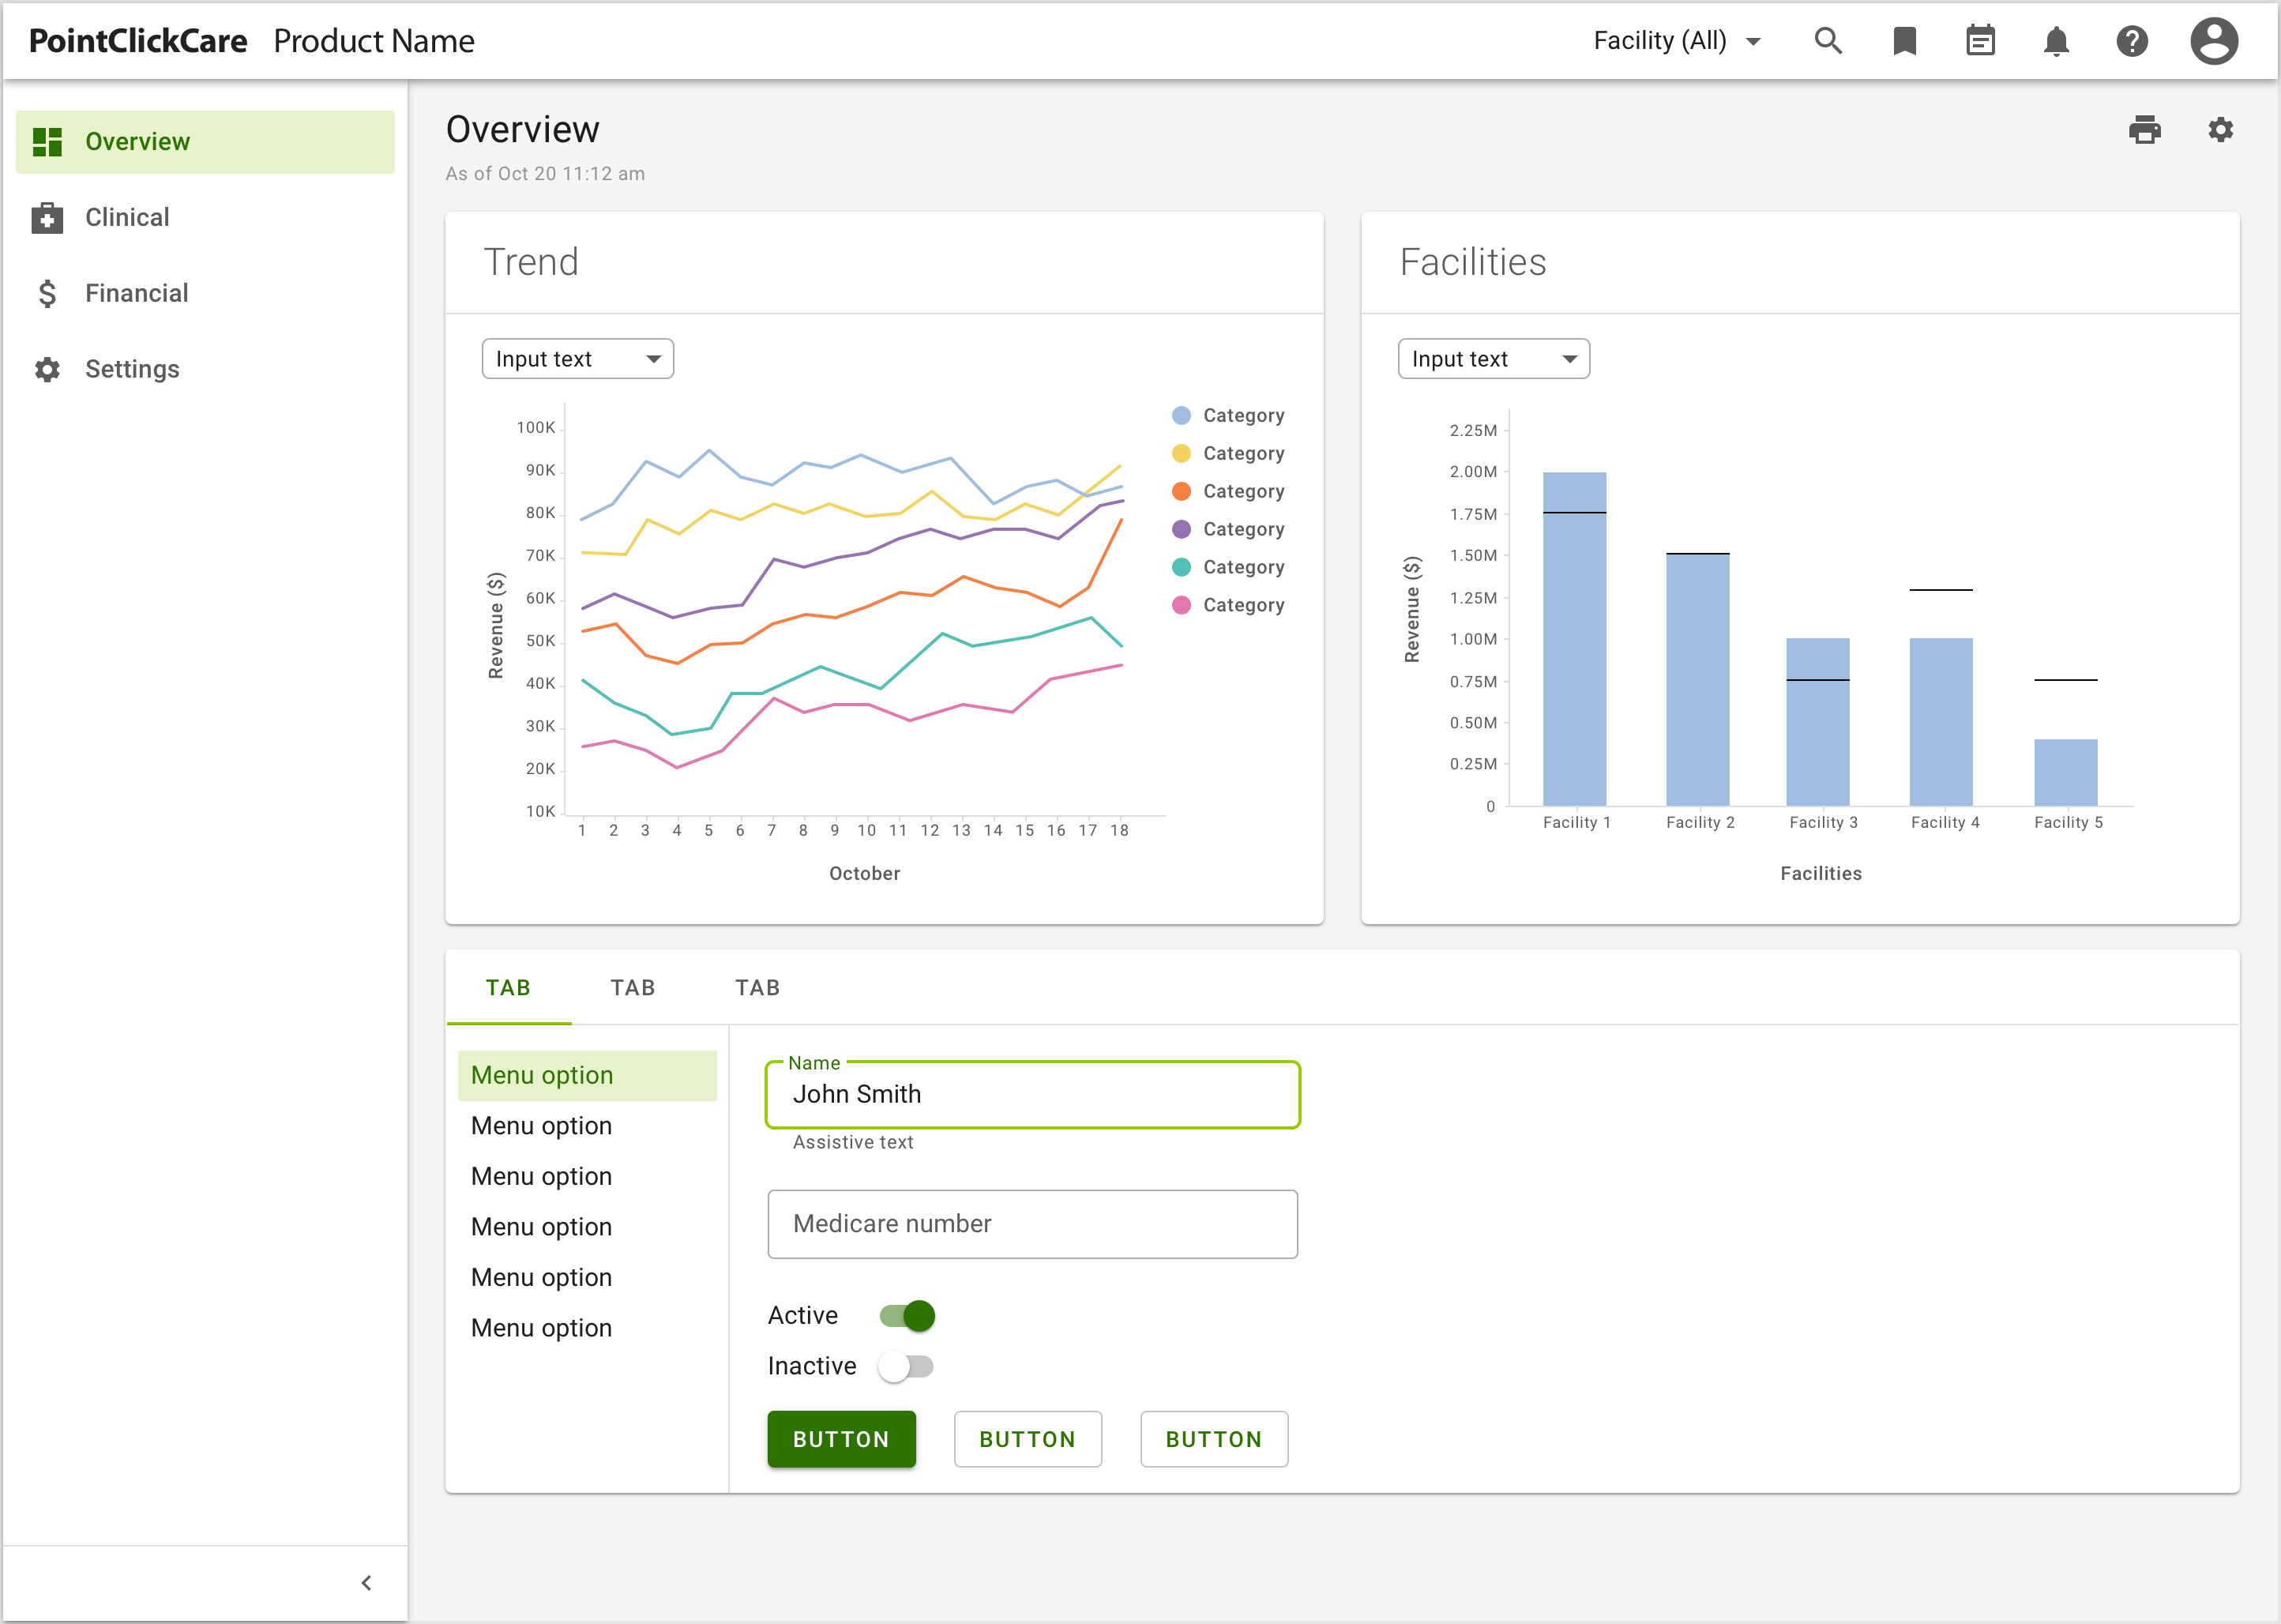 PointClickCare Product Name Facility (All)
Overview
Clinical
Financial
Settings
Overview
As of Oct 20 11:12 am
Trend
Input text
Revenue ($)
100K
90K
80K
70K
60K
50K
40K
30K
20K
10K
1 2 3 4 5 6 7 8 9 10 11 12 13 14 15 16 17 18
October
Category
Category
Category
Category
Category
Category
Facilities
Input text
Revenue ($)
2.25M
2.00M
1.75M
1.50M
1.25M
1.00M
0.75M
0.50M
0.25M
0
Facility 1 Facility 2 Facility 3 Facility 4 Facility 5
Facilities
TAB TAB TAB
Menu option
Menu option
Menu option
Menu option
Menu option
Menu option
Name
John Smith
Assistive text
Medicare number
Active
Inactive
BUTTON BUTTON BUTTON